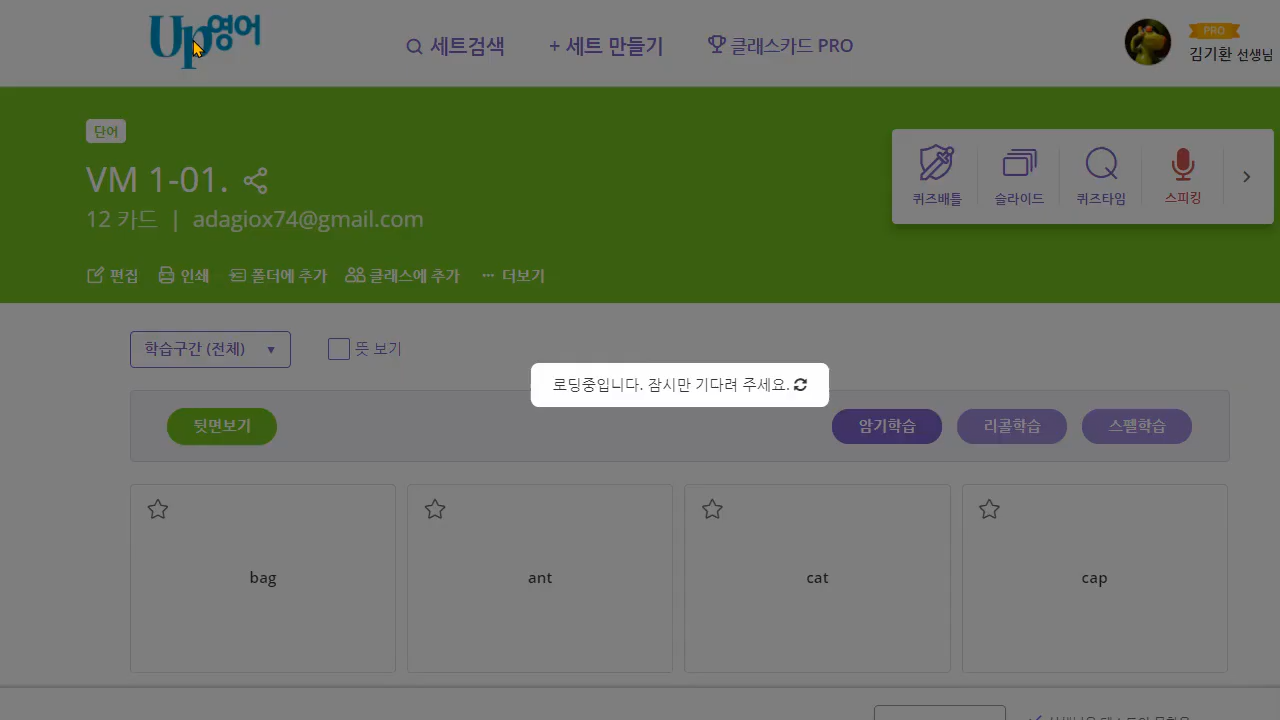 Up영어
세트검색
+ 세트 만들기
클래스카드 PRO
PRO
김기환 선생님
단어
VM 1-01.
12 카드 | adagiox74@gmail.com
퀴즈배틀
슬라이드
퀴즈타임
스피킹
편집
인쇄
폴더에 추가
클래스에 추가
더보기
학습구간 (전체)
뜻 보기
로딩중입니다. 잠시만 기다려 주세요.
뒷면보기
암기학습
리콜학습
스펠학습
bag
ant
cat
cap